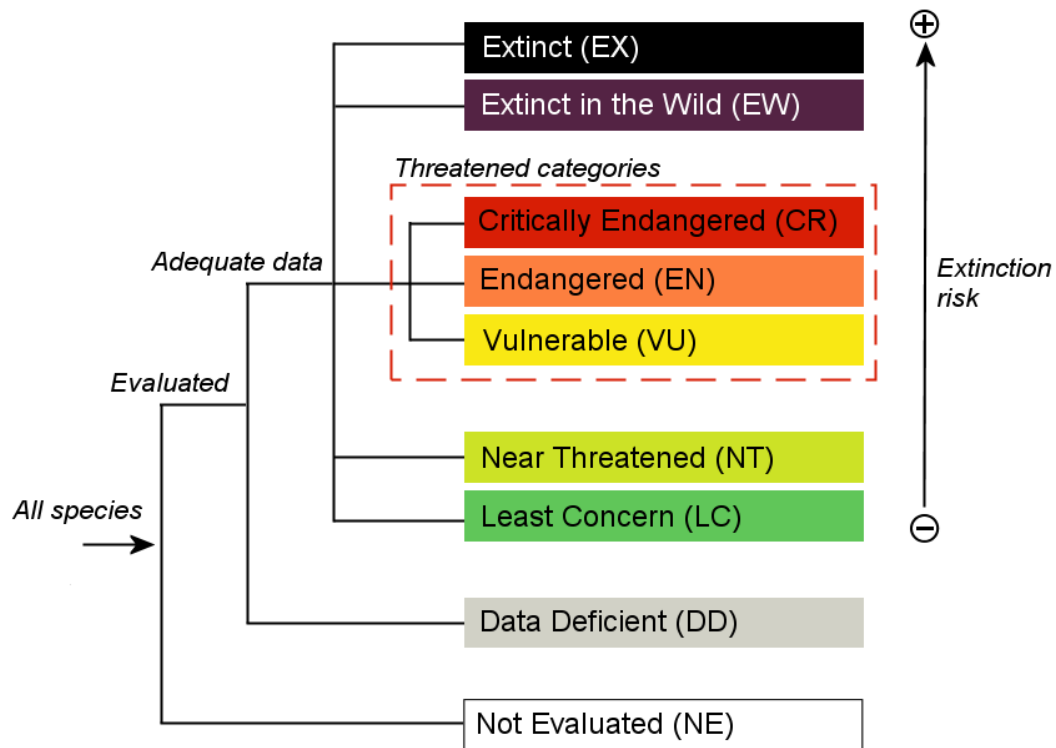 Extinct (EX)
Extinct in the Wild (EW)
Threatened categories
Critically Endangered (CR)
Adequate data
Endangered (EN)
Extinction
risk
Vulnerable (VU)
Evaluated
Near Threatened (NT)
All species
Least Concern (LC)
Data Deficient (DD)
Not Evaluated (NE)